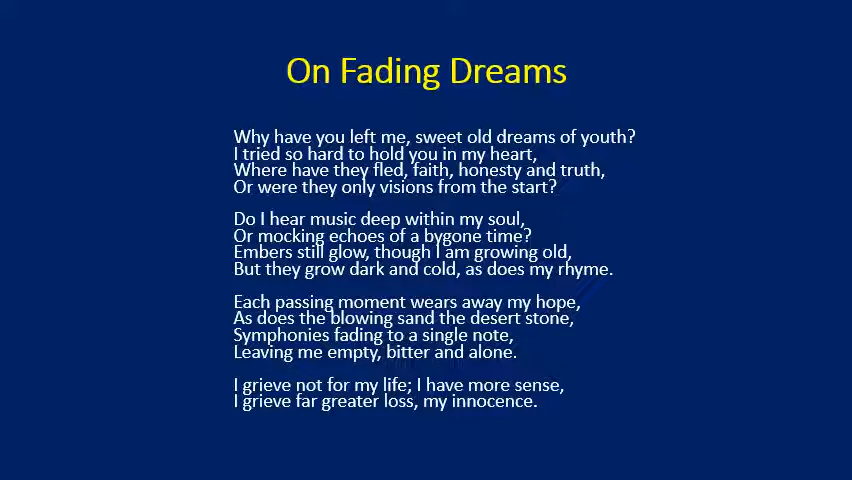 On Fading Dreams
Why have you left me, sweet old dreams of youth?
I tried so hard to hold you in my heart,
Where have they fled, faith, honesty and truth,
Or were they only visions from the start?
Do I hear music deep within my soul,
Or mocking echoes of a bygone time?
Embers still glow, though I am growing old,
But they grow dark and cold, as does my rhyme.
Each passing moment wears away my hope,
As does the blowing sand the desert stone,
Symphonies fading to a single note,
Leaving me empty, bitter and alone.
I grieve not for my life; I have more sense,
I grieve far greater loss, my innocence.